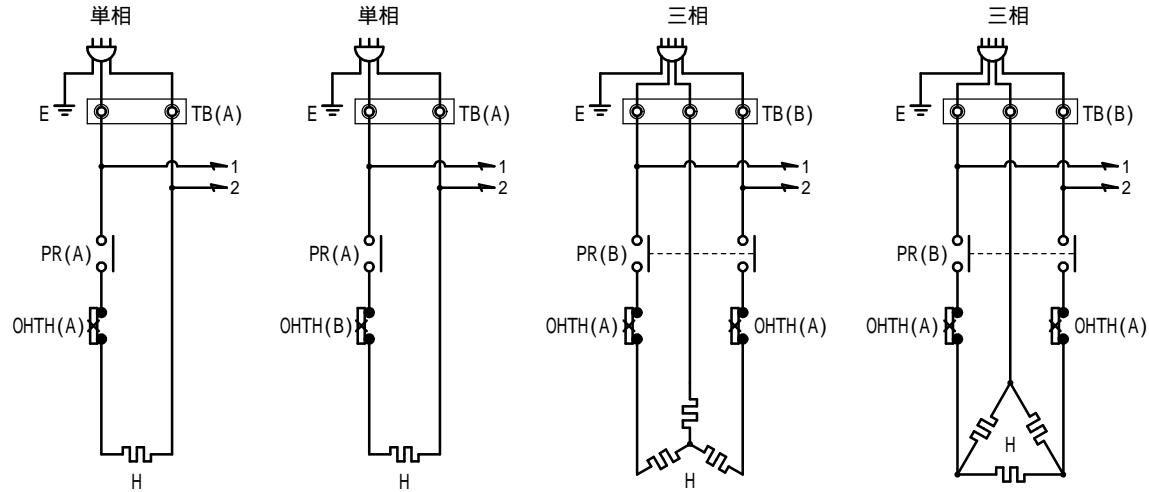 単相 単相 三相 三相
E TB(A) E TB(A) E TB(B) E TB(B)
1 1 1 1
2 2 2 2
PR(A) PR(A) PR(B) PR(B)
OHTH(A) OHTH(B) OHTH(A) OHTH(A) OHTH(A) OHTH(A)
H H H H